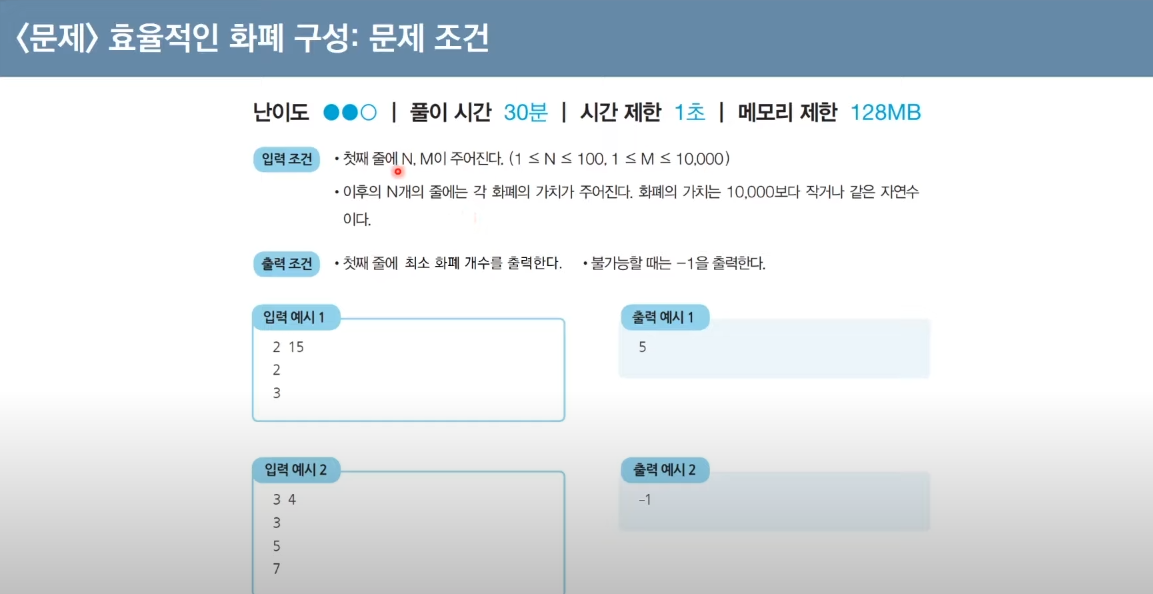 〈문제〉 효율적인 화폐 구성: 문제 조건
난이도 ●●○ | 풀이 시간 30분 | 시간 제한 1초 | 메모리 제한 128MB
입력 조건 • 첫째 줄에 N, M이 주어진다. (1 ≤ N ≤ 100, 1 ≤ M ≤ 10,000)
• 이후의 N개의 줄에는 각 화폐의 가치가 주어진다. 화폐의 가치는 10,000보다 작거나 같은 자연수
이다.
출력 조건 • 첫째 줄에 최소 화폐 개수를 출력한다. • 불가능할 때는 −1을 출력한다.
입력 예시 1
2 15
2
3
출력 예시 1
5
입력 예시 2
3 4
3
5
7
출력 예시 2
−1